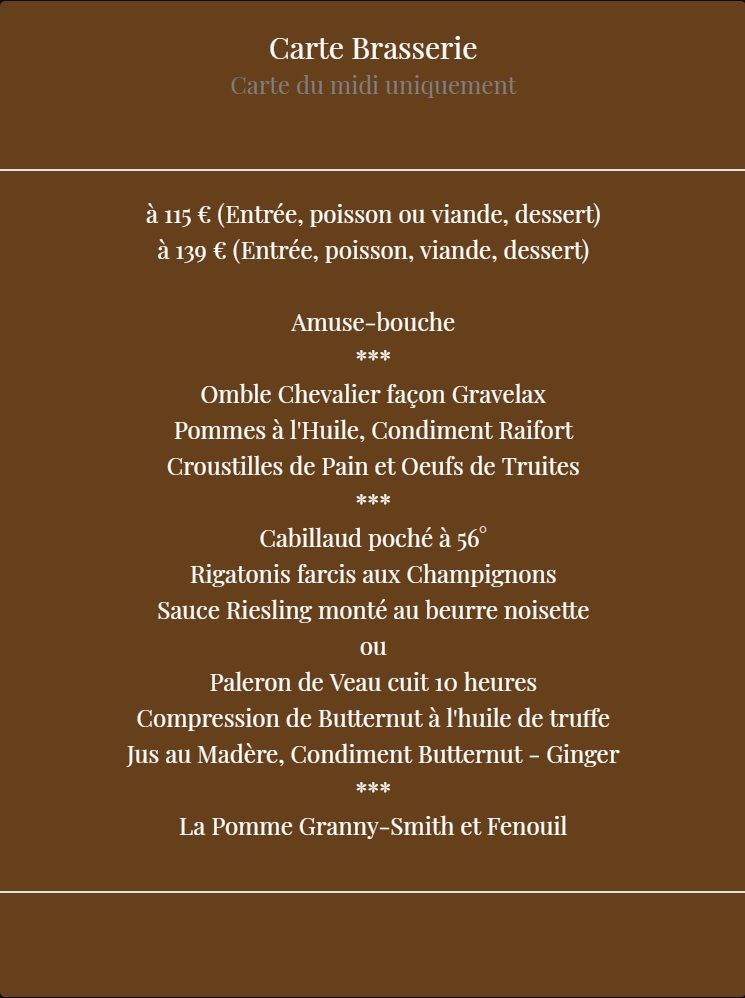 Carte Brasserie
Carte du midi uniquement
à 115 € (Entrée, poisson ou viande, dessert)
à 139 € (Entrée, poisson, viande, dessert)
Amuse-bouche
***
Omble Chevalier façon Gravelax
Pommes à l'Huile, Condiment Raifort
Croustilles de Pain et Oeufs de Truites
***
Cabillaud poché à 56°
Rigatonis farcis aux Champignons
Sauce Riesling monté au beurre noisette
ou
Paleron de Veau cuit 10 heures
Compression de Butternut à l'huile de truffe
Jus au Madère, Condiment Butternut - Ginger
***
La Pomme Granny-Smith et Fenouil